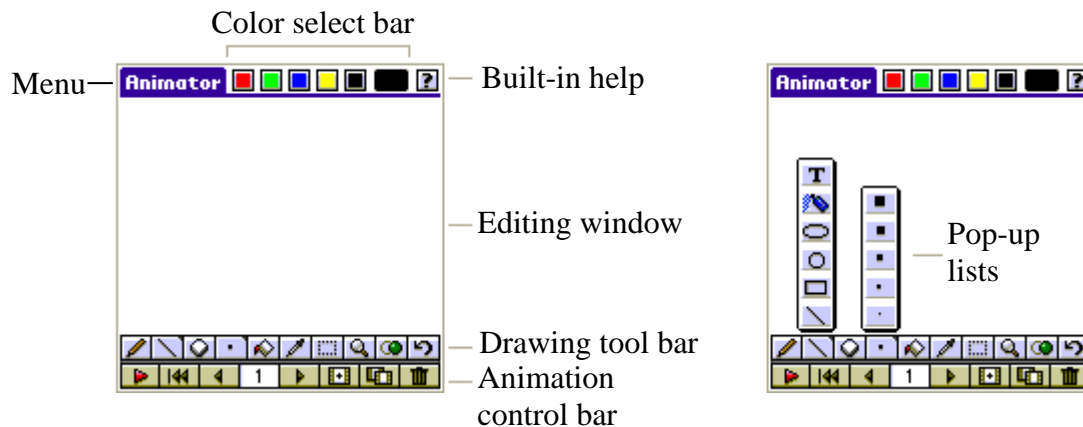 Color select bar
Menu
Animator
?
Built-in help
Animator
?
T
Editing window
Pop-up
lists
Drawing tool bar
1
Animation
control bar
1